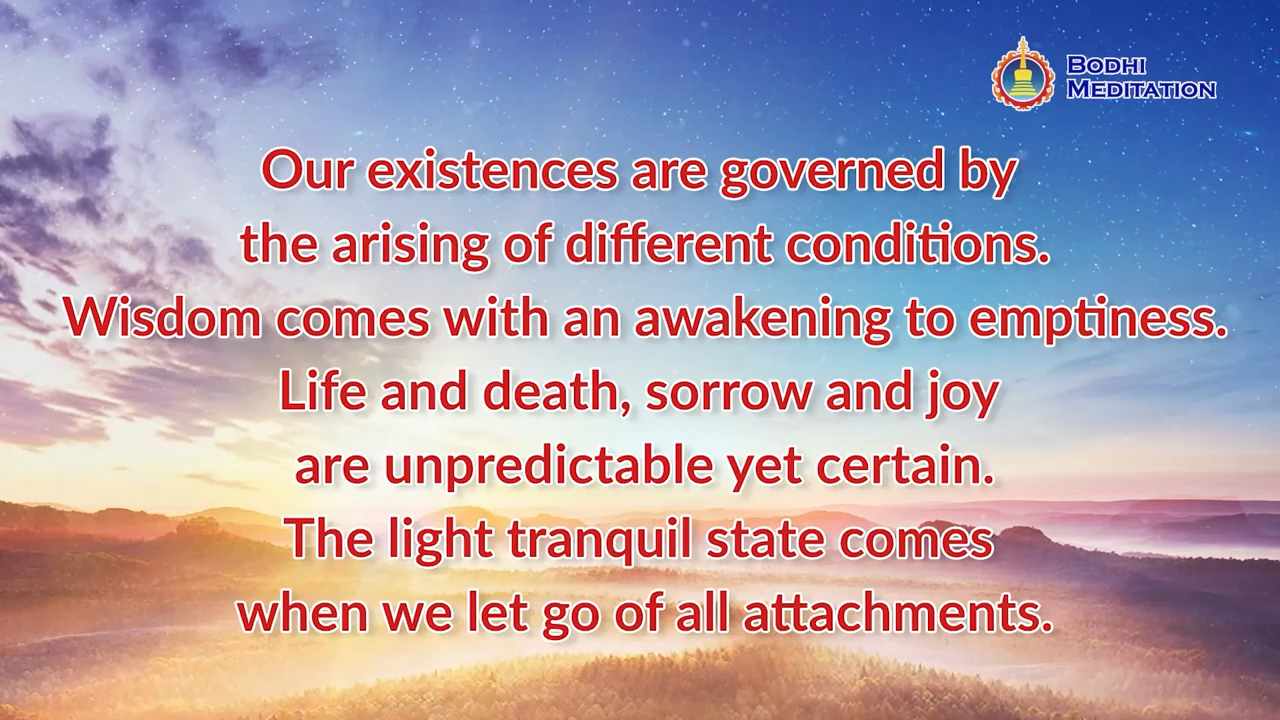 BODHI
MEDITATION
Our existences are governed by
the arising of different conditions.
Wisdom comes with an awakening to emptiness.
Life and death, sorrow and joy
are unpredictable yet certain.
The light tranquil state comes
when we let go of all attachments.